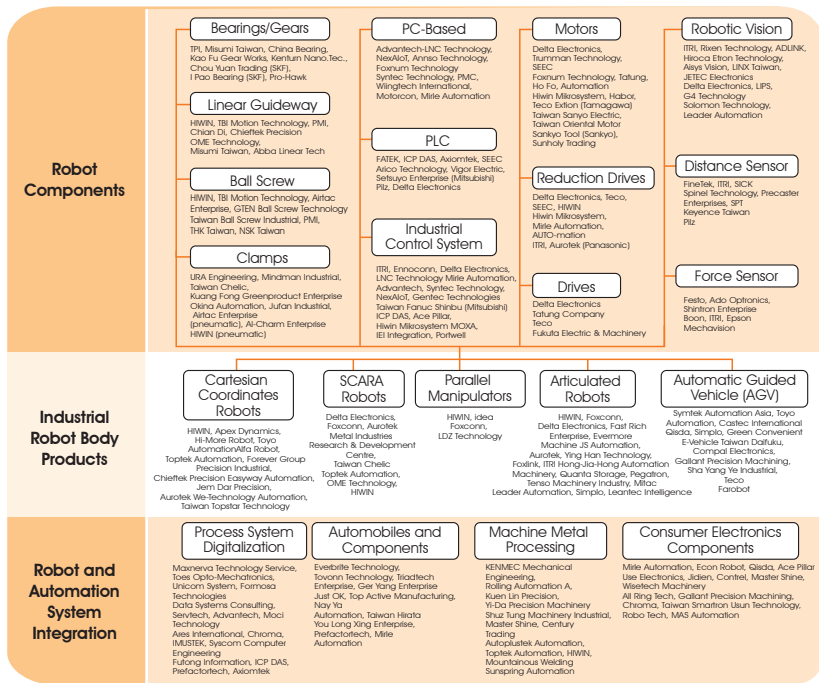 Robot
Components
Bearings/Gears
TPI, Misumi Taiwan, China Bearing,
Kao Fu Gear Works, Kenturn Nano.Tec.,
Chou Yuan Trading (SKF),
I Pao Bearing (SKF), Pro-Hawk
Linear Guideway
HIWIN, TBI Motion Technology, PMI,
Chian Di, Chieftek Precision
OME Technology,
Misumi Taiwan, Abba Linear Tech
Ball Screw
HIWIN, TBI Motion Technology, Airtac
Enterprise, GTEN Ball Screw Technology
Taiwan Ball Screw Industrial, PMI,
THK Taiwan, NSK Taiwan
Clamps
URA Engineering, Mindman Industrial,
Taiwan Chelic,
Kuang Fong Greenproduct Enterprise
Okina Automation, Jufan Industrial,
Airtac Enterprise
(pneumatic), Al-Charm Enterprise
HIWIN (pneumatic)
PC-Based
Advantech-LNC Technology,
NexAIoT, Annso Technology,
Foxnum Technology
Syntec Technology, PMC,
Wiingtech International,
Motorcon, Mirle Automation
PLC
FATEK, ICP DAS, Axiomtek, SEEC
Arico Technology, Vigor Electric,
Setsuyo Enterprise (Mitsubishi)
Pilz, Delta Electronics
Industrial
Control System
ITRI, Ennoconn, Delta Electronics,
LNC Technology Mirle Automation,
Advantech, Syntec Technology,
NexAIoT, Gentec Technologies
Taiwan Fanuc Shinbu (Mitsubishi)
ICP DAS, Ace Pillar,
Hiwin Mikrosystem MOXA,
IEI Integration, Portwell
Motors
Delta Electronics,
Trumman Technology,
SEEC
Foxnum Technology, Tatung,
Ho Fo, Automation
Hiwin Mikrosystem, Habor,
Teco Extion (Tamagawa)
Taiwan Sanyo Electric,
Taiwan Oriental Motor
Sankyo Tool (Sankyo),
Sunholy Trading
Reduction Drives
Delta Electronics, Teco,
SEEC, HIWIN
Hiwin Mikrosystem,
Mirle Automation,
AUTO-mation
ITRI, Aurotek (Panasonic)
Drives
Delta Electronics
Tatung Company
Teco
Fukuta Electric & Machinery
Robotic Vision
ITRI, Rixen Technology, ADLINK,
Hiroca Etron Technology,
Aisys Vision, LINX Taiwan,
JETEC Electronics
Delta Electronics, LIPS,
G4 Technology
Solomon Technology,
Leader Automation
Distance Sensor
FineTek, ITRI, SICK
Spinel Technology, Precaster
Enterprises, SPT
Keyence Taiwan
Pilz
Force Sensor
Festo, Ado Optronics,
Shintron Enterprise
Boon, ITRI, Epson
Mechavision
Industrial
Robot Body
Products
Cartesian
Coordinates
Robots
HIWIN, Apex Dynamics,
Hi-More Robot, Toyo
AutomationAlfa Robot,
Toptek Automation, Forever Group
Precision Industrial,
Chieftek Precision Easyway Automation,
Jem Dar Precision,
Aurotek We-Technology Automation,
Taiwan Topstar Technology
SCARA
Robots
Delta Electronics,
Foxconn, Aurotek
Metal Industries
Research & Development
Centre,
Taiwan Chelic
Toptek Automation,
OME Technology,
HIWIN
Parallel
Manipulators
HIWIN, idea
Foxconn,
LDZ Technology
Articulated
Robots
HIWIN, Foxconn,
Delta Electronics, Fast Rich
Enterprise, Evermore
Machine JS Automation,
Aurotek, Ying Han Technology,
Foxlink, ITRI Hong-Jia-Hong Automation
Machinery, Quanta Storage, Pegatron,
Tenso Machinery Industry, Mitac
Leader Automation, Simplo, Leantec Intelligence
Automatic Guided
Vehicle (AGV)
Symtek Automation Asia, Toyo
Automation, Castec International
Qisda, Simplo, Green Convenient
E-Vehicle Taiwan Daifuku,
Compal Electronics,
Gallant Precision Machining,
Sha Yang Ye Industrial,
Teco
Farobot
Robot and
Automation
System
Integration
Process System
Digitalization
Maxnerva Technology Service,
Toes Opto-Mechatronics,
Unicom System, Formosa
Technologies
Data Systems Consulting,
Servtech, Advantech, Moci
Technology
Ares International, Chroma,
IMUSTEK, Syscom Computer
Engineering
Futong Information, ICP DAS,
Prefactortech, Axiomtek
Automobiles and
Components
Everbrite Technology,
Tovonn Technology, Triadtech
Enterprise, Ger Yang Enterprise
Just OK, Top Active Manufacturing,
Nay Ya
Automation, Taiwan Hirata
You Long Xing Enterprise,
Prefactortech, Mirle
Automation
Machine Metal
Processing
KENMEC Mechanical
Engineering,
Rolling Automation A,
Kuen Lin Precision,
Yi-Da Precision Machinery
Shuz Tung Machinery Industrial,
Master Shine, Century
Trading
Autoplustek Automation,
Toptek Automation, HIWIN,
Mountainous Welding
Sunspring Automation
Consumer Electronics
Components
Mirle Automation, Econ Robot, Qisda, Ace Pillar
Use Electronics, Jidien, Contrel, Master Shine,
Wisetech Machinery
All Ring Tech, Gallant Precision Machining,
Chroma, Taiwan Smartron Usun Technology,
Robo Tech, MAS Automation